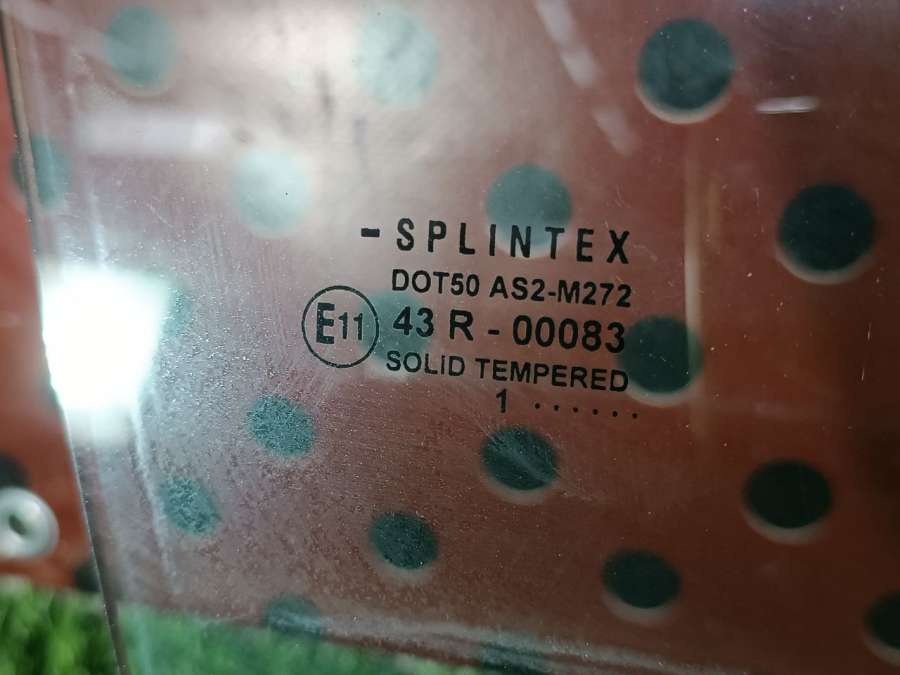 -SPLINTEX
DOT50 AS2-M272
E11 43 R - 00083
SOLID TEMPERED
1 ......